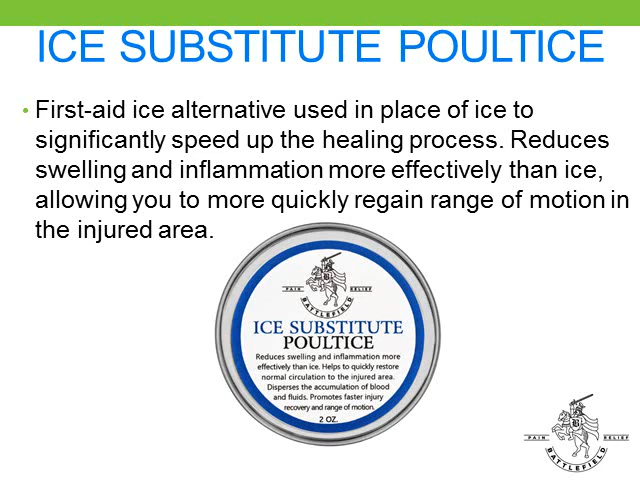 ICE SUBSTITUTE POULTICE
• First-aid ice alternative used in place of ice to
significantly speed up the healing process. Reduces
swelling and inflammation more effectively than ice,
allowing you to more quickly regain range of motion in
the injured area.
PAIN RELIEF
BATTLEFIELD
ICE SUBSTITUTE
POULTICE
Reduces swelling and inflammation more
effectively than ice. Helps to quickly restore
normal circulation to the injured area.
Disperses the accumulation of blood
and fluids. Promotes faster injury
recovery and range of motion.
2 OZ.
B
PAIN RELIEF
BATTLEFIELD